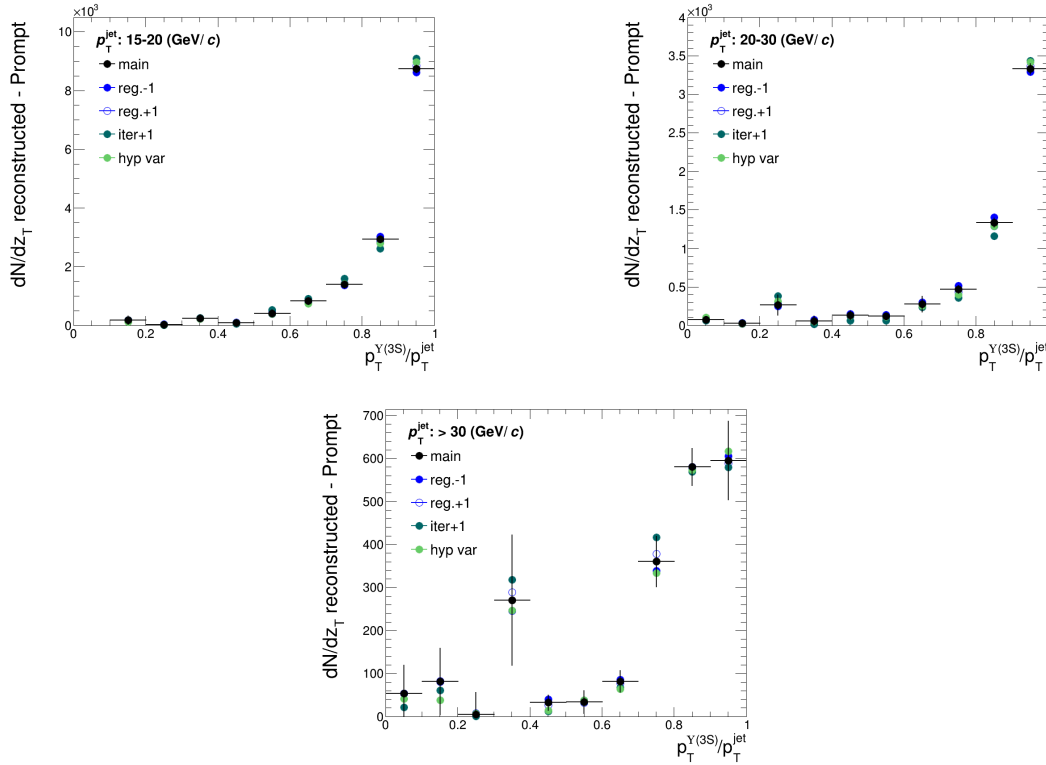 ×10³
dN/dz_T reconstructed - Prompt
p_T^jet: 15-20 (GeV/c)
main
reg.-1
reg.+1
iter+1
hyp var
10
8
6
4
2
0
0 0.2 0.4 0.6 0.8 1
p_T^Υ(3S)/p_T^jet
×10³
dN/dz_T reconstructed - Prompt
p_T^jet: 20-30 (GeV/c)
main
reg.-1
reg.+1
iter+1
hyp var
4
3.5
3
2.5
2
1.5
1
0.5
0
0 0.2 0.4 0.6 0.8
p_T^Υ(3S)/p_T^jet
dN/dz_T reconstructed - Prompt
p_T^jet: > 30 (GeV/c)
main
reg.-1
reg.+1
iter+1
hyp var
700
600
500
400
300
200
100
0
0 0.2 0.4 0.6 0.8 1
p_T^Υ(3S)/p_T^jet